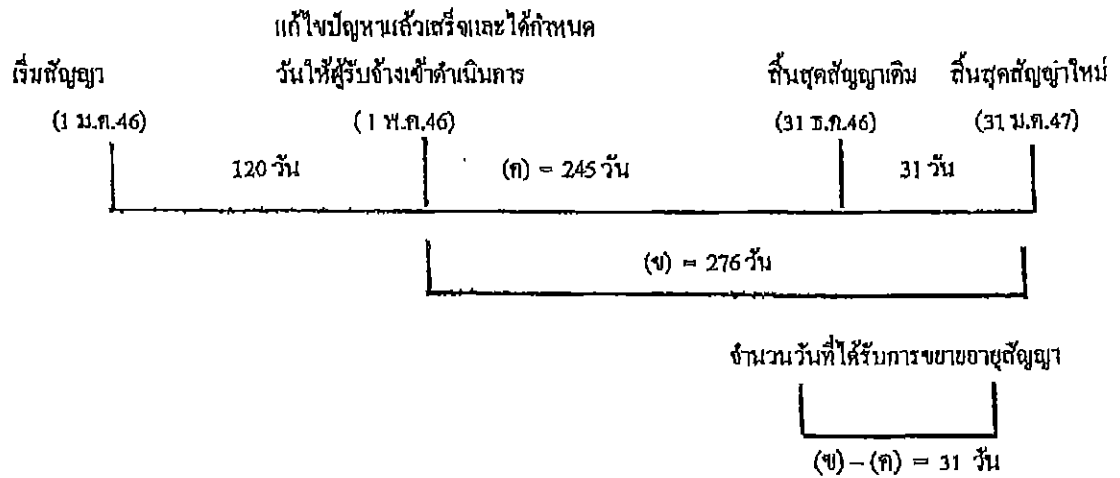 แก้ไขปัญหาแล้วเสร็จและได้กำหนด
เริ่มสัญญา วันให้ผู้รับจ้างเข้าดำเนินการ สิ้นสุดสัญญาเดิม สิ้นสุดสัญญาใหม่
(1 ม.ค.46) (1 พ.ค.46) (31 ธ.ค.46) (31 ม.ค.47)
120 วัน (ค) = 245 วัน 31 วัน
(ข) = 276 วัน
จำนวนวันที่ได้รับการขยายอายุสัญญา
(ข) – (ค) = 31 วัน